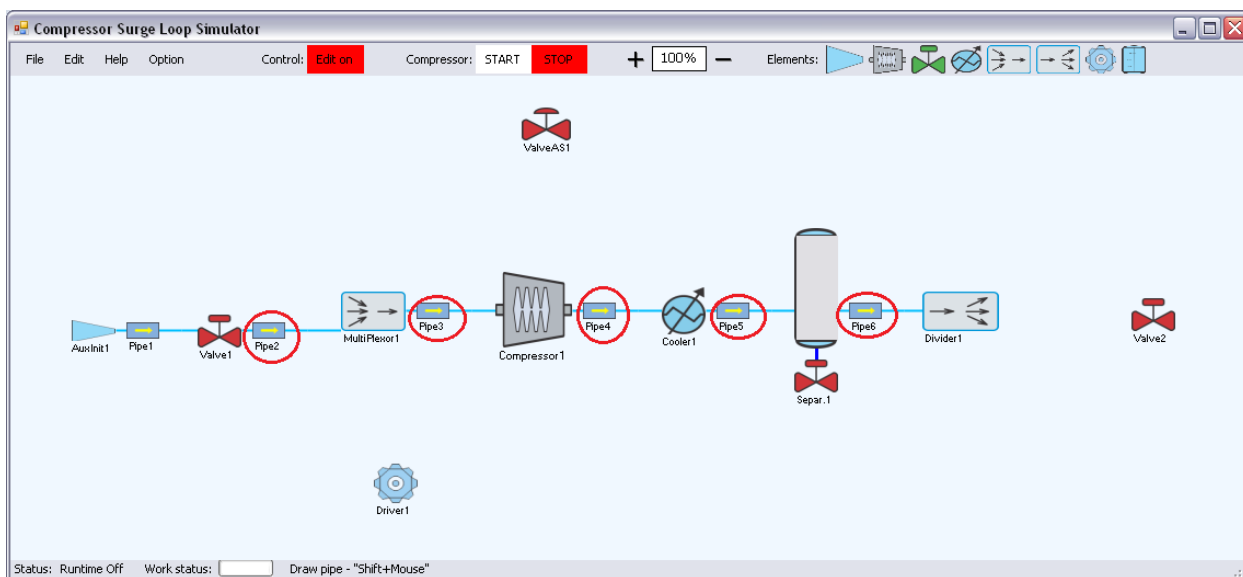 Compressor Surge Loop Simulator
File Edit Help Option Control: Edit on Compressor: START STOP + 100% − Elements:
ValveAS1
AuxInit1 Pipe1 Valve1 Pipe2 MultiPlexor1 Pipe3 Compressor1 Pipe4 Cooler1 Pipe5 Separ.1 Pipe6 Divider1 Valve2
Driver1
Status: Runtime Off Work status: Draw pipe - "Shift+Mouse"